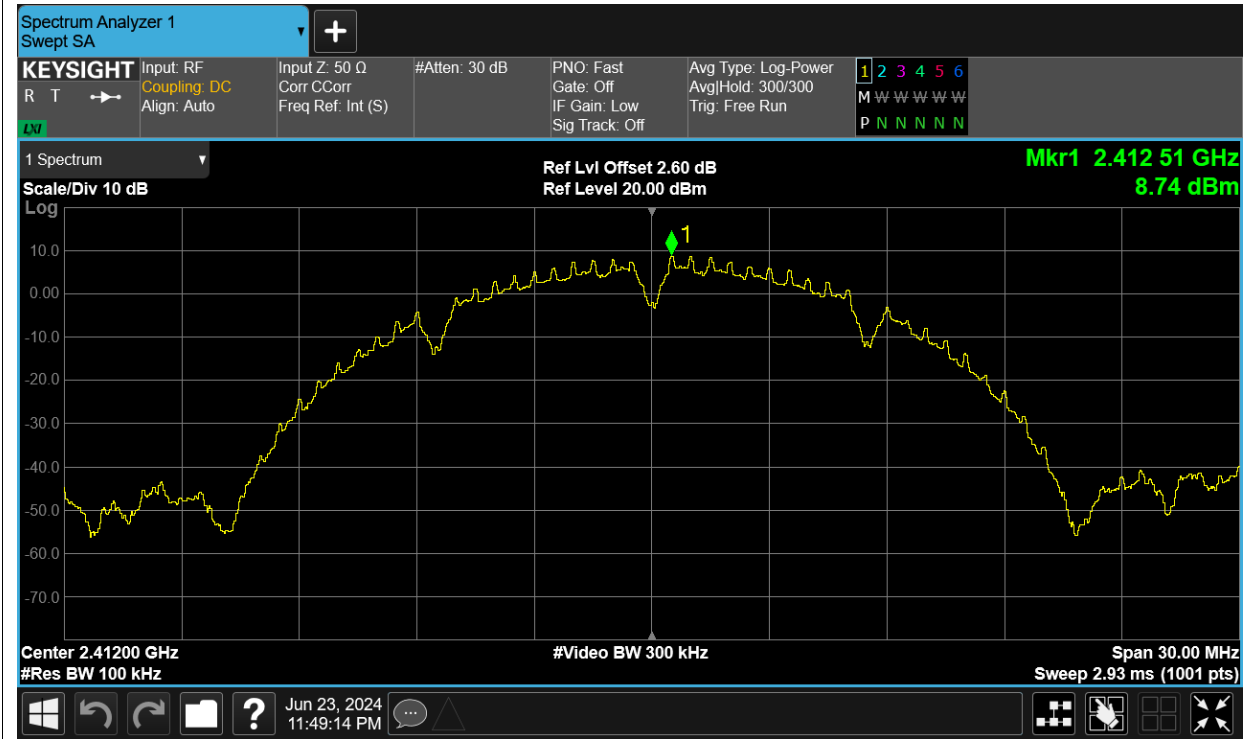 Spectrum Analyzer 1
Swept SA
+
KEYSIGHT
R T
LXI
Input: RF
Coupling: DC
Align: Auto
Input Z: 50 Ω
Corr CCorr
Freq Ref: Int (S)
#Atten: 30 dB
PNO: Fast
Gate: Off
IF Gain: Low
Sig Track: Off
Avg Type: Log-Power
Avg|Hold: 300/300
Trig: Free Run
1 2 3 4 5 6
M W W W W W
P N N N N N
1 Spectrum
Scale/Div 10 dB
Log
Ref Lvl Offset 2.60 dB
Ref Level 20.00 dBm
Mkr1 2.412 51 GHz
8.74 dBm
1
10.0
0.00
-10.0
-20.0
-30.0
-40.0
-50.0
-60.0
-70.0
Center 2.41200 GHz
#Res BW 100 kHz
#Video BW 300 kHz
Span 30.00 MHz
Sweep 2.93 ms (1001 pts)
?
Jun 23, 2024
11:49:14 PM